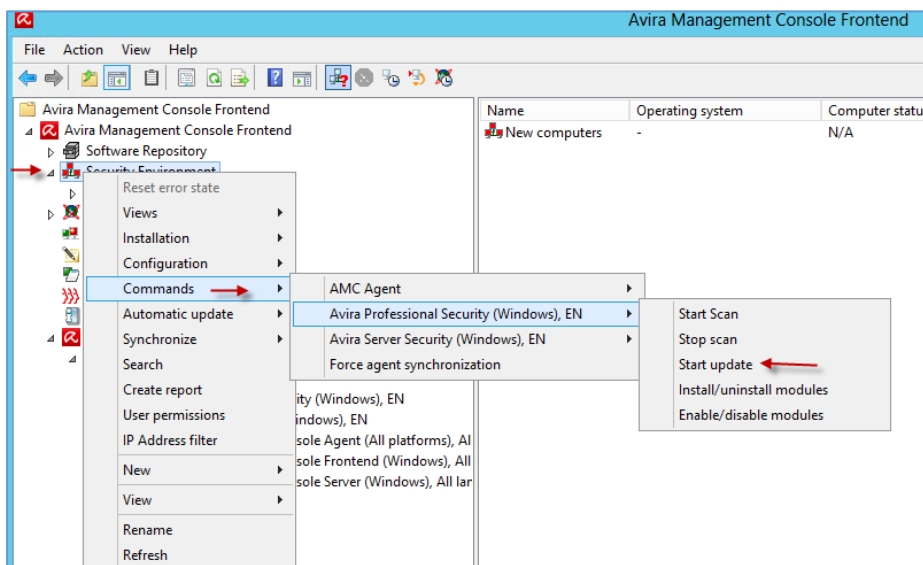 Avira Management Console Frontend
File Action View Help
Avira Management Console Frontend
Avira Management Console Frontend
Software Repository
Security Environment
Name Operating system Computer statu
New computers - N/A
Reset error state
Views
Installation
Configuration
Commands
Automatic update
Synchronize
Search
Create report
User permissions
IP Address filter
New
View
Rename
Refresh
AMC Agent
Avira Professional Security (Windows), EN
Avira Server Security (Windows), EN
Force agent synchronization
Start Scan
Stop scan
Start update
Install/uninstall modules
Enable/disable modules
ity (Windows), EN
indows), EN
sole Agent (All platforms), Al
sole Frontend (Windows), All
sole Server (Windows), All lar